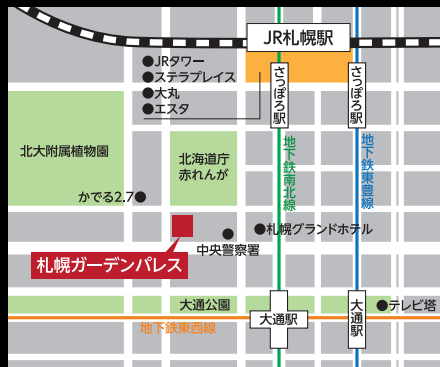 JR札幌駅
●JRタワー
●ステラプレイス
●大丸
●エスタ
さっぽろ駅
さっぽろ駅
北大附属植物園
北海道庁
赤れんが
地下鉄南北線
地下鉄東豊線
かでる2.7●
●札幌グランドホテル
中央警察署
札幌ガーデンパレス
大通公園
大通駅
大通駅
●テレビ塔
地下鉄東西線